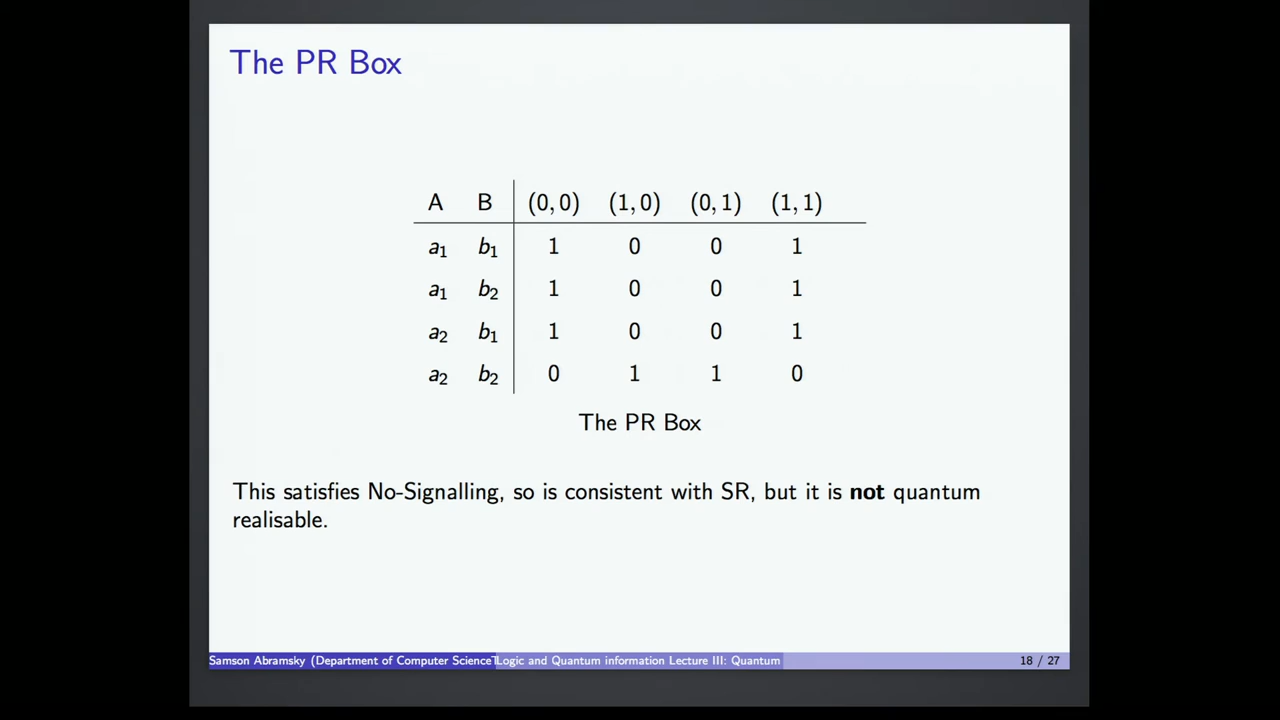 The PR Box
A B (0, 0) (1, 0) (0, 1) (1, 1)
a₁ b₁ 1 0 0 1
a₁ b₂ 1 0 0 1
a₂ b₁ 1 0 0 1
a₂ b₂ 0 1 1 0
The PR Box
This satisfies No-Signalling, so is consistent with SR, but it is not quantum
realisable.
Samson Abramsky (Department of Computer Science Logic and Quantum information Lecture III: Quantum 18 / 27